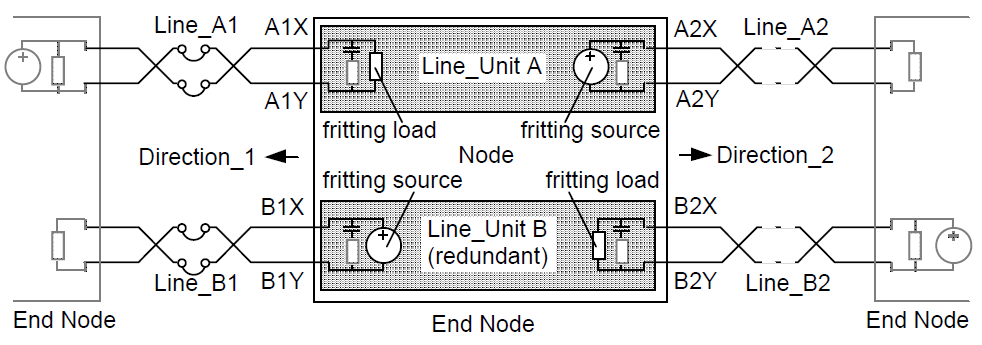 Line_A1
A1X
A2X
Line_A2
+
Line_Unit A
+
A1Y
A2Y
fritting load
fritting source
Direction_1
Node
Direction_2
fritting source
fritting load
B1X
B2X
+
Line_Unit B
(redundant)
+
Line_B1
B1Y
B2Y
Line_B2
End Node
End Node
End Node